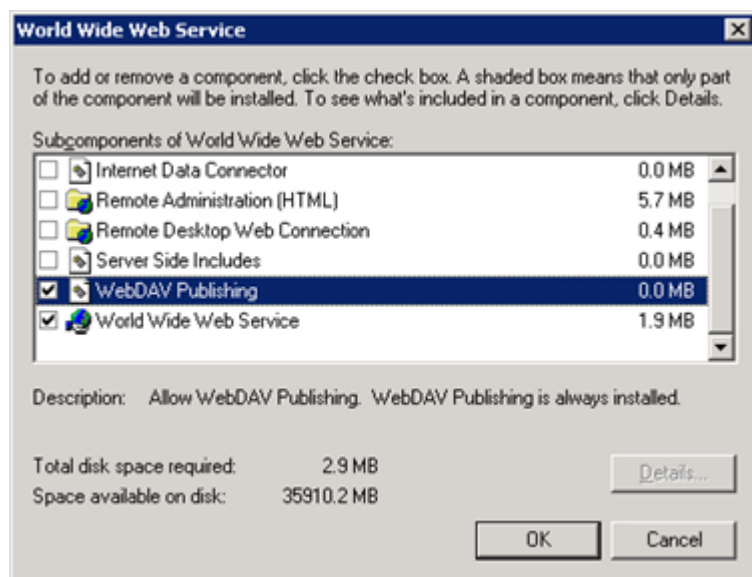 World Wide Web Service
To add or remove a component, click the check box. A shaded box means that only part
of the component will be installed. To see what's included in a component, click Details.
Subcomponents of World Wide Web Service:
Internet Data Connector 0.0 MB
Remote Administration (HTML) 5.7 MB
Remote Desktop Web Connection 0.4 MB
Server Side Includes 0.0 MB
WebDAV Publishing 0.0 MB
World Wide Web Service 1.9 MB
Description: Allow WebDAV Publishing. WebDAV Publishing is always installed.
Total disk space required: 2.9 MB
Space available on disk: 35910.2 MB
Details...
OK Cancel